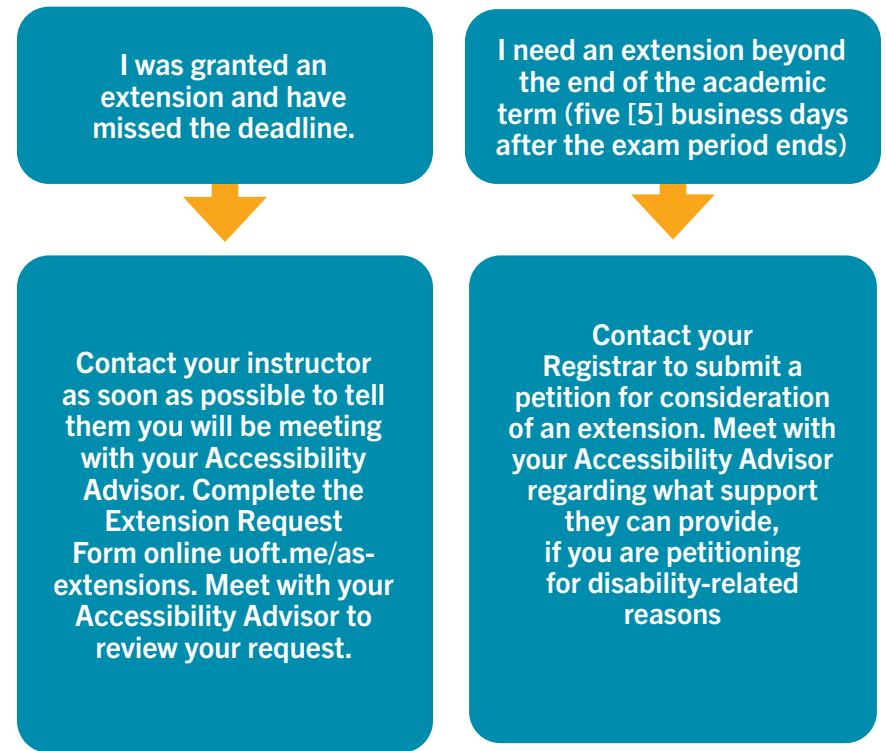 I was granted an
extension and have
missed the deadline.
I need an extension beyond
the end of the academic
term (five [5] business days
after the exam period ends)
Contact your instructor
as soon as possible to tell
them you will be meeting
with your Accessibility
Advisor. Complete the
Extension Request
Form online uoft.me/as-
extensions. Meet with your
Accessibility Advisor to
review your request.
Contact your
Registrar to submit a
petition for consideration
of an extension. Meet with
your Accessibility Advisor
regarding what support
they can provide,
if you are petitioning
for disability-related
reasons